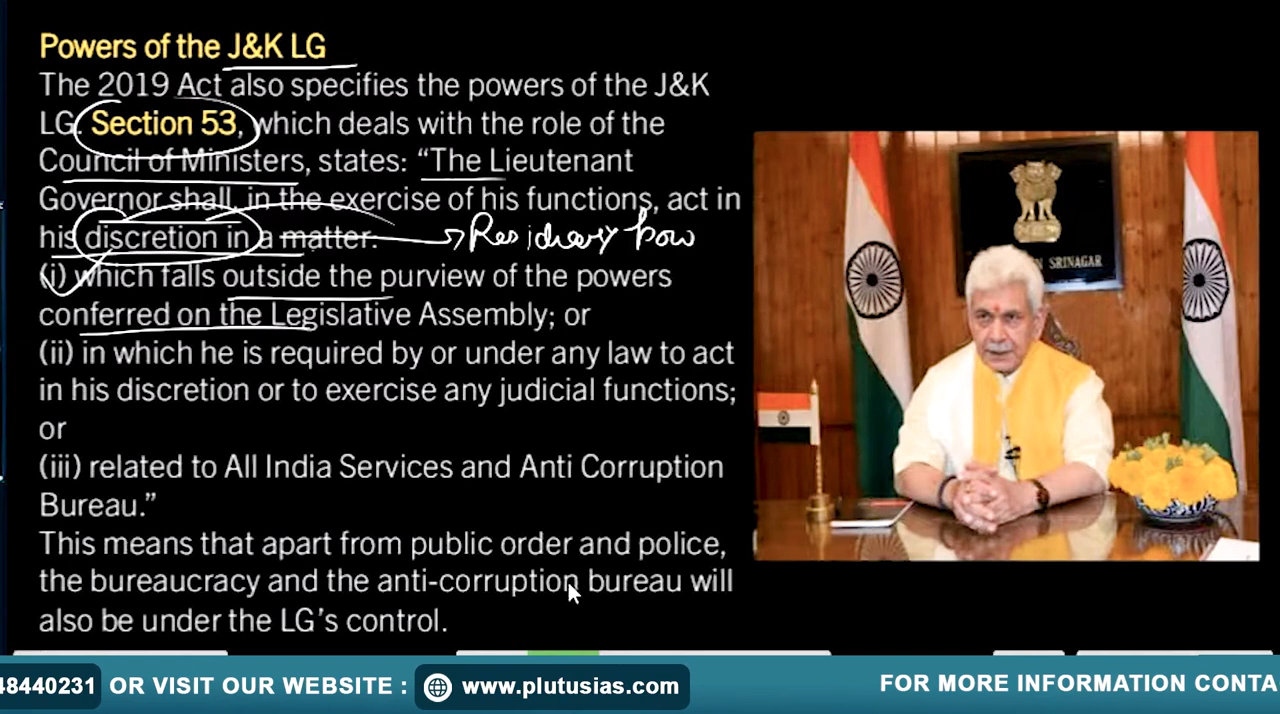 Powers of the J&K LG
The 2019 Act also specifies the powers of the J&K
LG. Section 53, which deals with the role of the
Council of Ministers, states: “The Lieutenant
Governor shall, in the exercise of his functions, act in
his discretion in a matter:
Residuary Pow
(i) which falls outside the purview of the powers
conferred on the Legislative Assembly; or
(ii) in which he is required by or under any law to act
in his discretion or to exercise any judicial functions;
or
(iii) related to All India Services and Anti Corruption
Bureau.”
This means that apart from public order and police,
the bureaucracy and the anti-corruption bureau will
also be under the LG’s control.
N SRINAGAR
48440231 OR VISIT OUR WEBSITE : www.plutusias.com FOR MORE INFORMATION CONTA